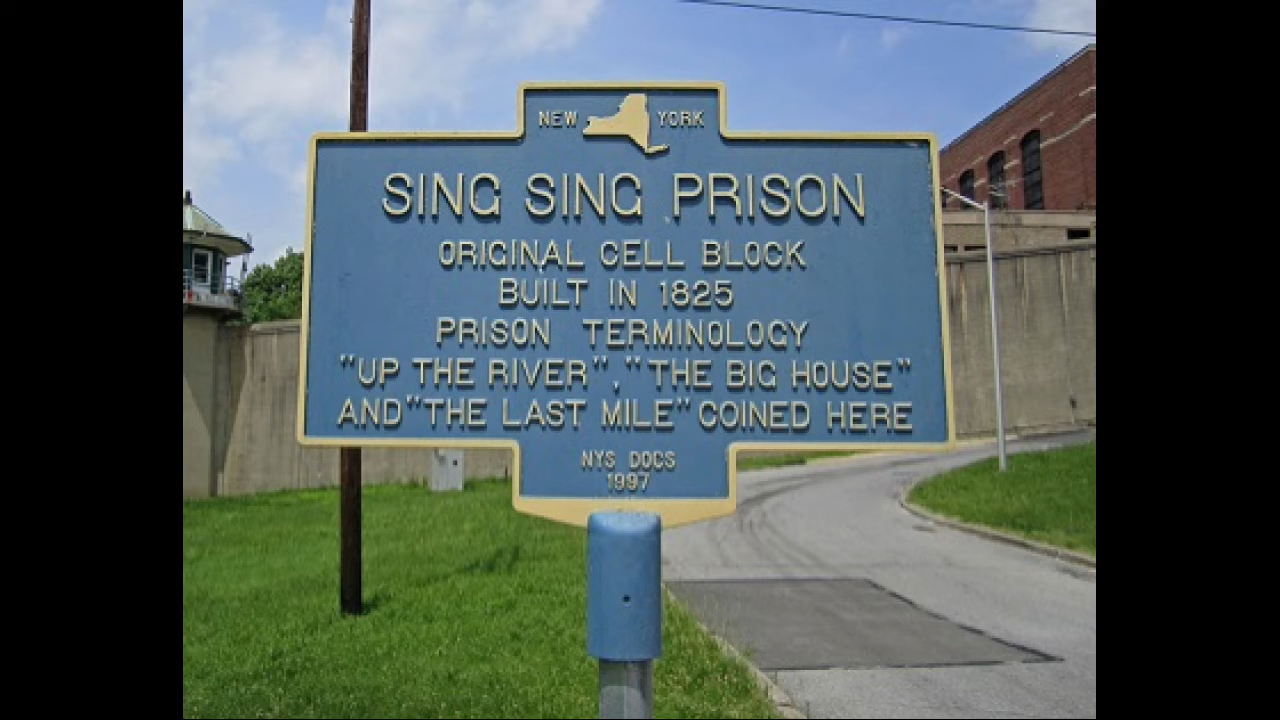 NEW YORK
SING SING PRISON
ORIGINAL CELL BLOCK
BUILT IN 1825
PRISON TERMINOLOGY
"UP THE RIVER", "THE BIG HOUSE"
AND "THE LAST MILE" COINED HERE
NYS DOCS
1997